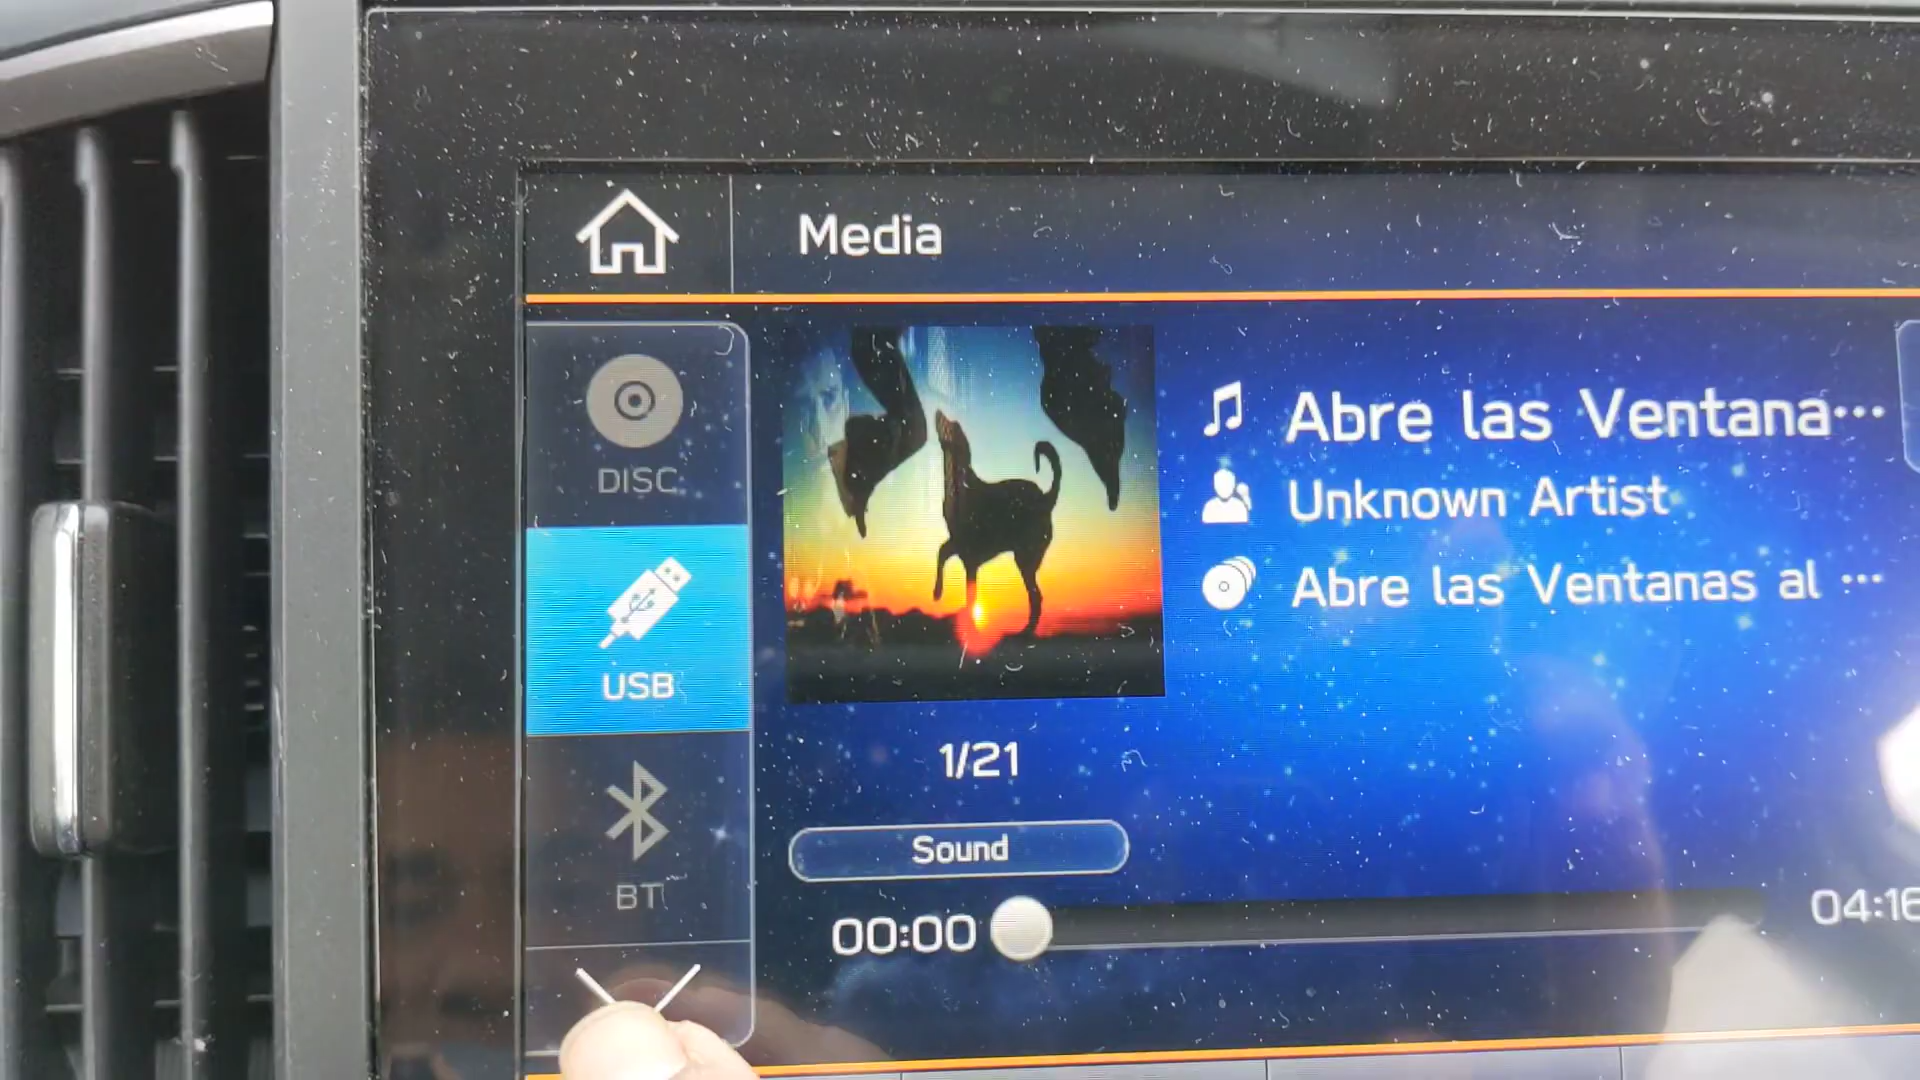 Media
DISC
USB
BT
Abre las Ventana...
Unknown Artist
Abre las Ventanas al ...
1/21
Sound
00:00
04:16